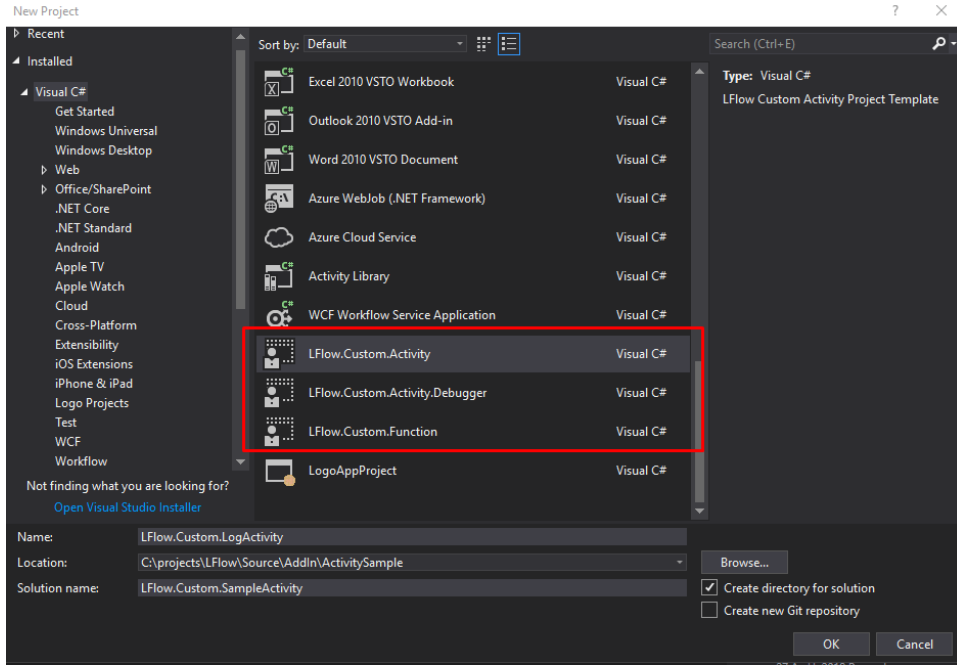 New Project
Recent
Installed
Visual C#
Get Started
Windows Universal
Windows Desktop
Web
Office/SharePoint
.NET Core
.NET Standard
Android
Apple TV
Apple Watch
Cloud
Cross-Platform
Extensibility
iOS Extensions
iPhone & iPad
Logo Projects
Test
WCF
Workflow
Not finding what you are looking for?
Open Visual Studio Installer
Sort by: Default
Excel 2010 VSTO Workbook Visual C#
Outlook 2010 VSTO Add-in Visual C#
Word 2010 VSTO Document Visual C#
Azure WebJob (.NET Framework) Visual C#
Azure Cloud Service Visual C#
Activity Library Visual C#
WCF Workflow Service Application Visual C#
LFlow.Custom.Activity Visual C#
LFlow.Custom.Activity.Debugger Visual C#
LFlow.Custom.Function Visual C#
LogoAppProject Visual C#
Search (Ctrl+E)
Type: Visual C#
LFlow Custom Activity Project Template
Name: LFlow.Custom.LogActivity
Location: C:\projects\LFlow\Source\AddIn\ActivitySample
Browse...
Solution name: LFlow.Custom.SampleActivity
Create directory for solution
Create new Git repository
OK Cancel